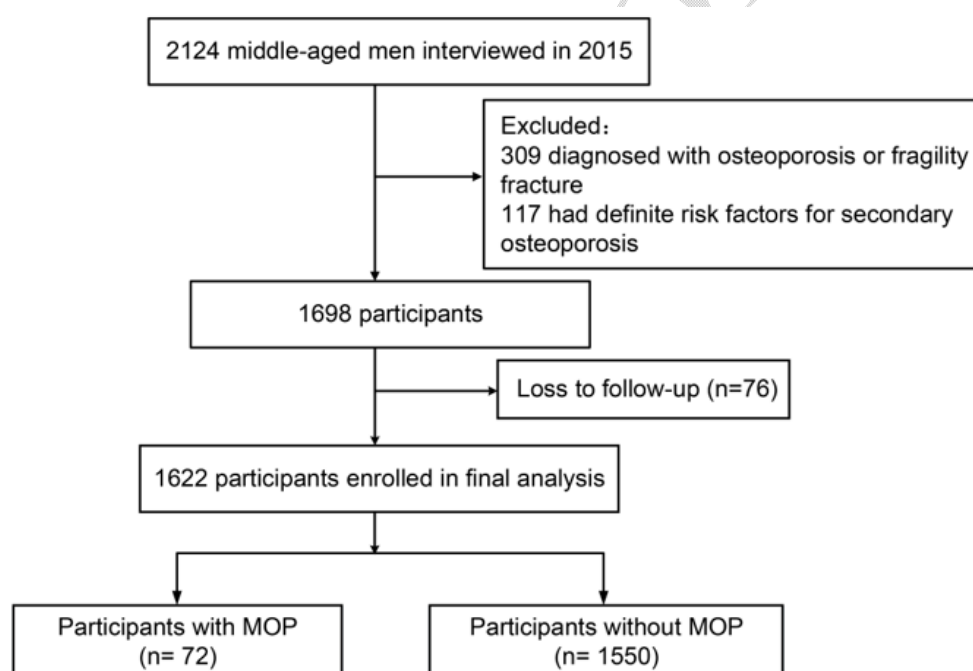 2124 middle-aged men interviewed in 2015
Excluded：
309 diagnosed with osteoporosis or fragility
fracture
117 had definite risk factors for secondary
osteoporosis
1698 participants
Loss to follow-up (n=76)
1622 participants enrolled in final analysis
Participants with MOP
(n= 72)
Participants without MOP
(n= 1550)